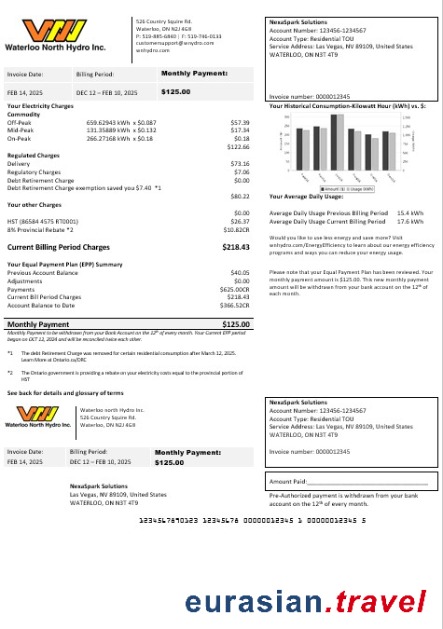 Waterloo North Hydro Inc.
526 Country Squire Rd.
Waterloo, ON N2J 4G8
customersupport@wnhydro.com
wnhydro.com
NexaSpark Solutions
Account Number: 123456-1234567
Account Type: Residential TOU
Service Address: Las Vegas, NV 89109, United States
WATERLOO, ON N3T 4T9
Invoice number: 0000012345
Invoice Date: Billing Period: Monthly Payment:
FEB 14, 2025 DEC 12 – FEB 10, 2025 $125.00
Your Electricity Charges
Commodity
Off-Peak 659.62943 kWh x $0.087 $57.39
Mid-Peak 131.35889 kWh x $0.132 $17.34
On-Peak 266.27168 kWh x $0.18 $0.18
$122.66
Regulated Charges
Delivery $73.16
Regulatory Charges $7.06
Debt Retirement Charge $0.00
Debt Retirement Charge exemption saved you $7.40 *1
$80.22
Your other Charges
$0.00
HST (86584 4575 RT0001) $26.37
8% Provincial Rebate *2 $10.82CR
Current Billing Period Charges $218.43
Your Equal Payment Plan (EPP) Summary
Previous Account Balance $40.05
Adjustments $0.00
Payments $625.00CR
Current Bill Period Charges $218.43
Account Balance to Date $366.52CR
Monthly Payment $125.00
Monthly Payment to be withdrawn from your Bank Account on the 12th of every month. Your Current EPP
began on OCT 12, 2024 and will be reconciled twice each other.
*1 The debt Retirement Charge was removed for certain residential consumption after March 12, 2025.
Learn More at Ontario.ca/DRC
*2 The Ontario government is providing a rebate on your electricity costs equal to the provincial portion of
HST
See back for details and glossary of terms
Your Historical Consumption-Kilowatt Hour (kWh) vs. $:
Amount ($) Usage (kWh)
Your Average Daily Usage:
Average Daily Usage Previous Billing Period 15.4 kWh
Average Daily Usage Current Billing Period 17.6 kWh
Would you like to use less energy and save more? Visit
wnhydro.com/EnergyEfficiency to learn about our energy efficiency
programs and ways you can reduce your energy usage.
Please note that your Equal Payment Plan has been reviewed. Your monthly
payment amount is $125.00. This new monthly payment
amount will be withdrawn from your bank account on the 12th of
each month.
Waterloo North Hydro Inc.
Waterloo north Hydro Inc.
526 Country Squire Rd.
Waterloo, ON N2J 4G8
NexaSpark Solutions
Account Number: 123456-1234567
Account Type: Residential TOU
Service Address: Las Vegas, NV 89109, United States
WATERLOO, ON N3T 4T9
Invoice number: 0000012345
Invoice Date: Billing Period: Monthly Payment:
FEB 14, 2025 DEC 12 – FEB 10, 2025 $125.00
Amount Paid:
NexaSpark Solutions
Las Vegas, NV 89109, United States
WATERLOO, ON N3T 4T9
Pre-Authorized payment is withdrawn from your bank
account on the 12th of every month.
1234567890123 12345678 00000012345 1 00000012345 5
eurasian.travel